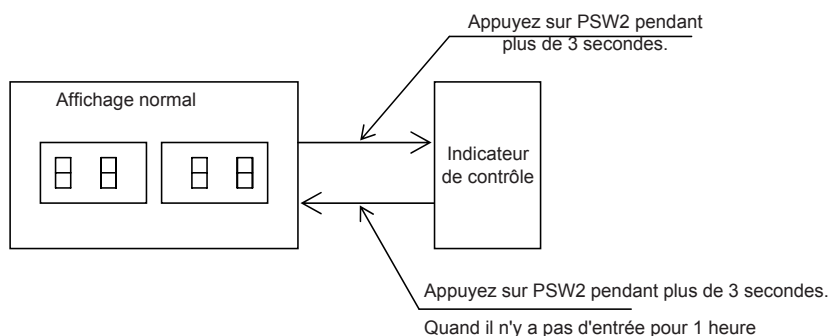 Appuyez sur PSW2 pendant
plus de 3 secondes.
Affichage normal
Indicateur
de contrôle
Appuyez sur PSW2 pendant plus de 3 secondes.
Quand il n'y a pas d'entrée pour 1 heure